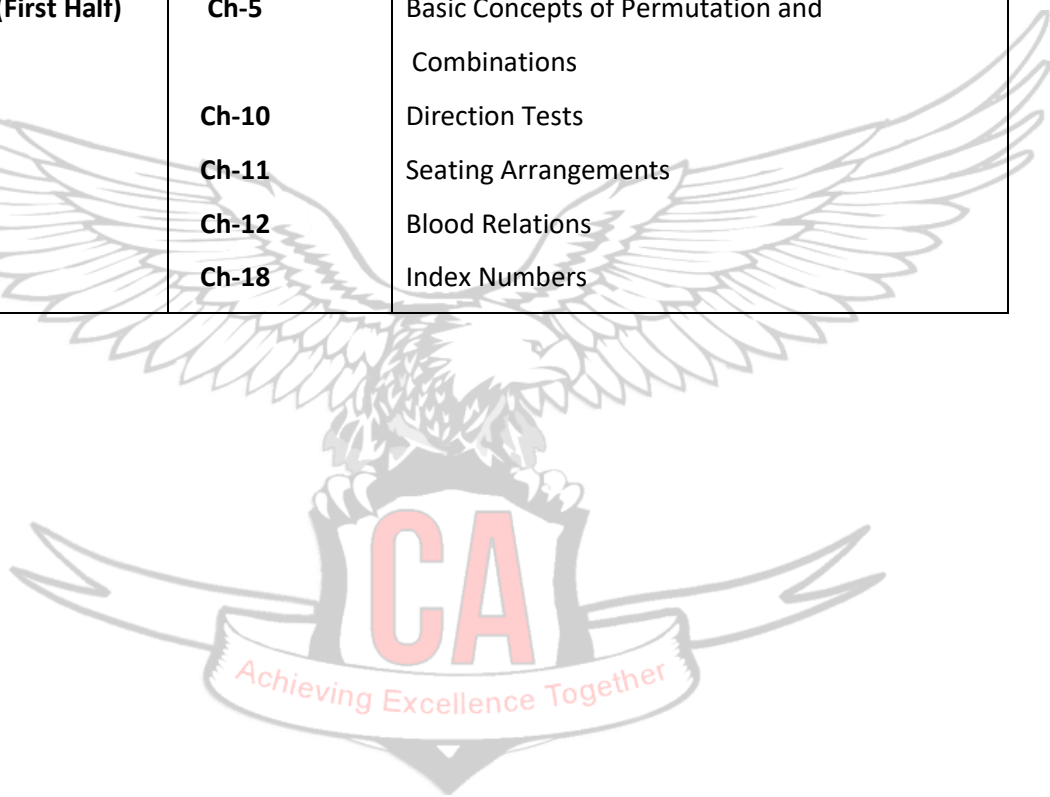 (First Half) Ch-5 Basic Concepts of Permutation and
Combinations
Ch-10 Direction Tests
Ch-11 Seating Arrangements
Ch-12 Blood Relations
Ch-18 Index Numbers
CA
Achieving Excellence Together